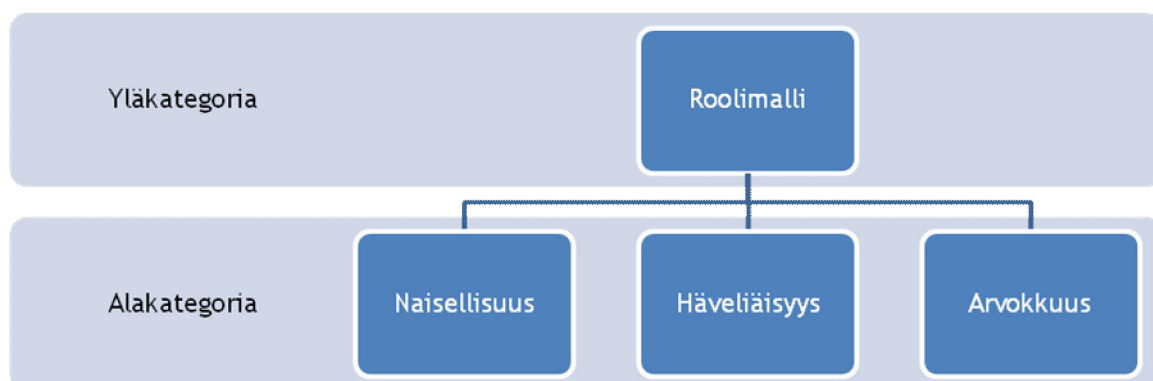 Yläkategoria
Roolimalli
Alakategoria
Naisellisuus
Häveliäisyys
Arvokkuus